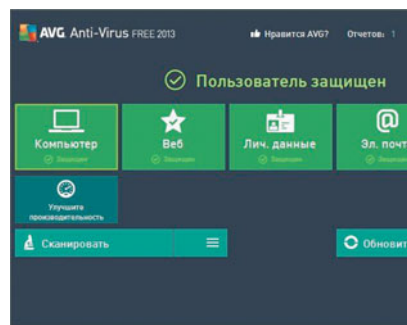 AVG. Anti-Virus FREE 2013
Нравится AVG?
Отчетов: 1
Пользователь защищен
Компьютер
Защищен
Веб
Защищен
Лич. данные
Защищен
Эл. почт
Улучшите
производительность
Сканировать
Обновит